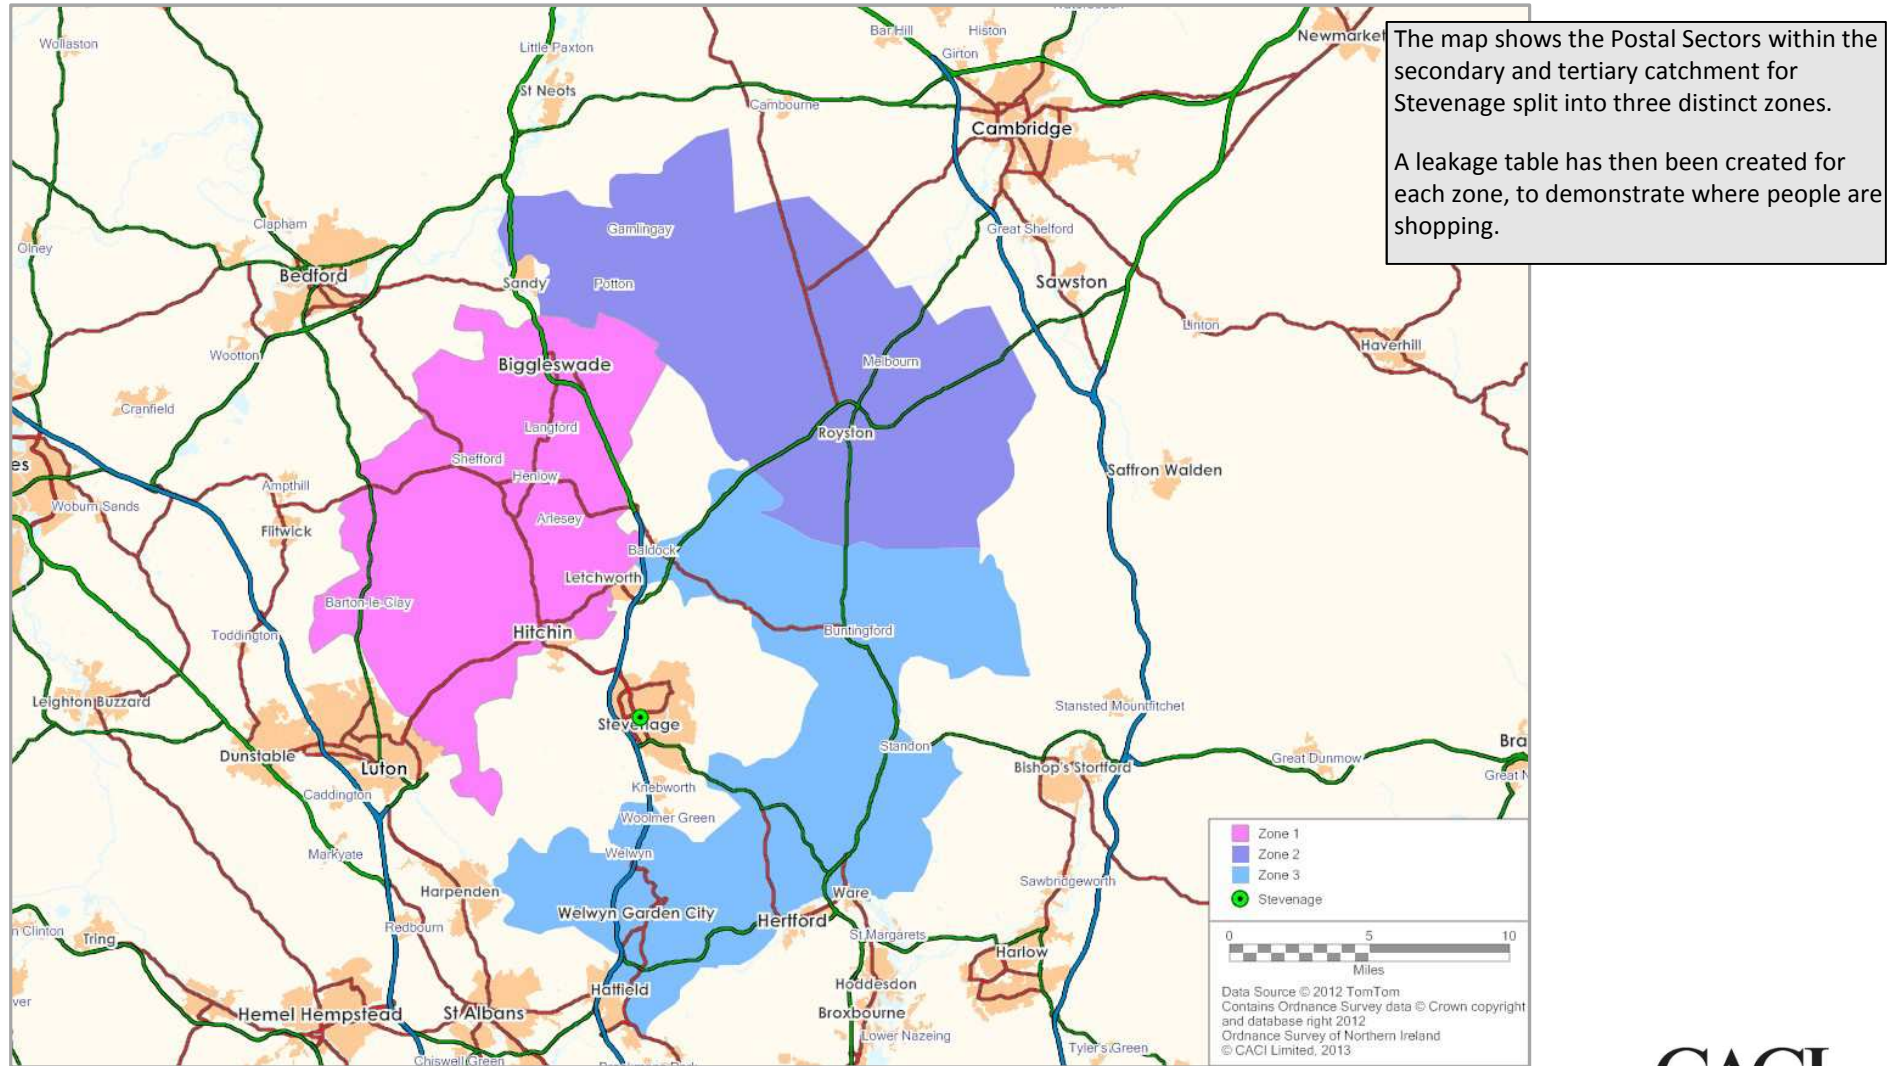 Wollaston
Little Paxton
Bar Hill
Histon
Girton
Newmarket
St Neots
Cambourne
Cambridge
Clapham
Gamlingay
Great Shelford
Olney
Bedford
Sandy
Potton
Sawston
Linton
Wootton
Biggleswade
Melbourn
Haverhill
Cranfield
Langford
Royston
es
Shefford
Henlow
Saffron Walden
Ampthill
Woburn Sands
Arlesey
Flitwick
Baldock
Letchworth
Barton-le-Clay
Toddington
Hitchin
Buntingford
Leighton Buzzard
Stansted Mountfitchet
Stevenage
Dunstable
Standon
Bra
Luton
Bishop's Stortford
Great Dunmow
Great N
Caddington
Knebworth
Woolmer Green
Markyate
Welwyn
Harpenden
Ware
Sawbridgeworth
Welwyn Garden City
Hertford
n Clinton
Tring
Redbourn
St Margarets
Harlow
Hatfield
Hoddesdon
ver
Hemel Hempstead
St Albans
Broxbourne
Lower Nazeing
Tyler's Green
Chiswell Green
The map shows the Postal Sectors within the
secondary and tertiary catchment for
Stevenage split into three distinct zones.
A leakage table has then been created for
each zone, to demonstrate where people are
shopping.
Zone 1
Zone 2
Zone 3
Stevenage
0 5 10
Miles
Data Source © 2012 TomTom
Contains Ordnance Survey data © Crown copyright
and database right 2012
Ordnance Survey of Northern Ireland
© CACI Limited, 2013
CACI